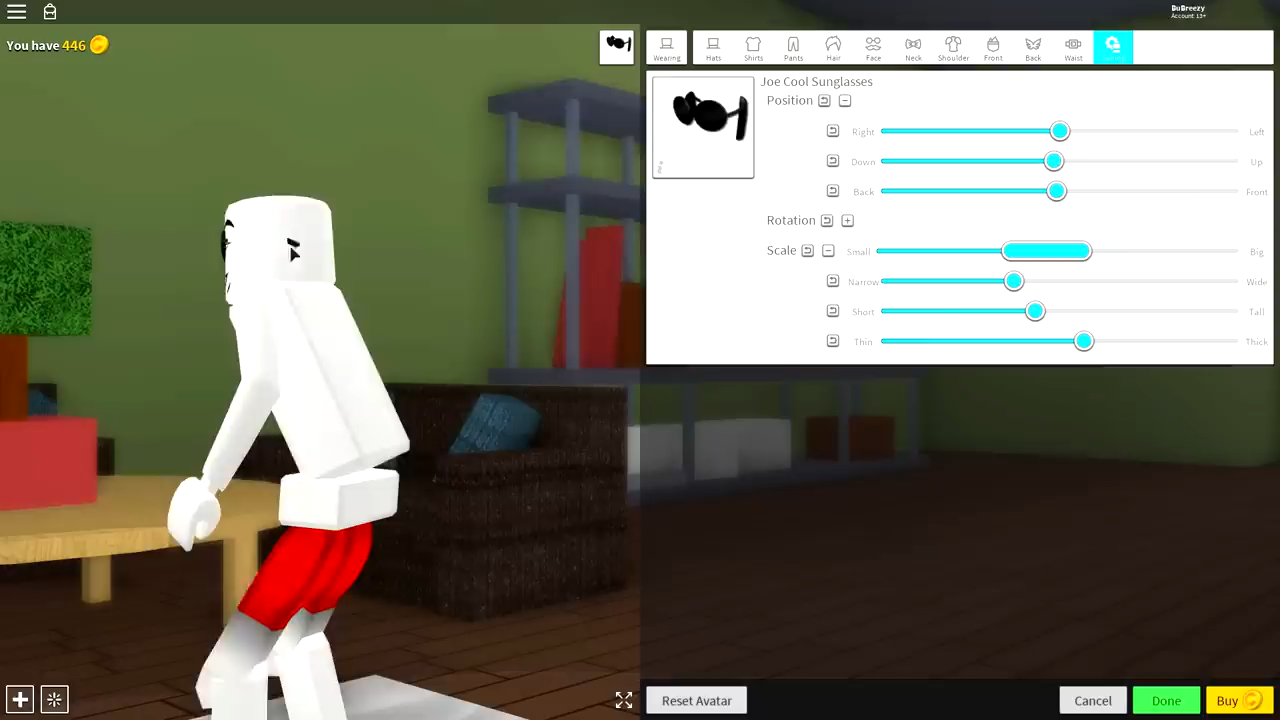 BuBreezy
Account: 13+
You have 446
Wearing Hats Shirts Pants Hair Face Neck Shoulder Front Back Waist
Joe Cool Sunglasses
Position
Right Left
Down Up
Back Front
Rotation
Scale Small Big
Narrow Wide
Short Tall
Thin Thick
Reset Avatar Cancel Done Buy